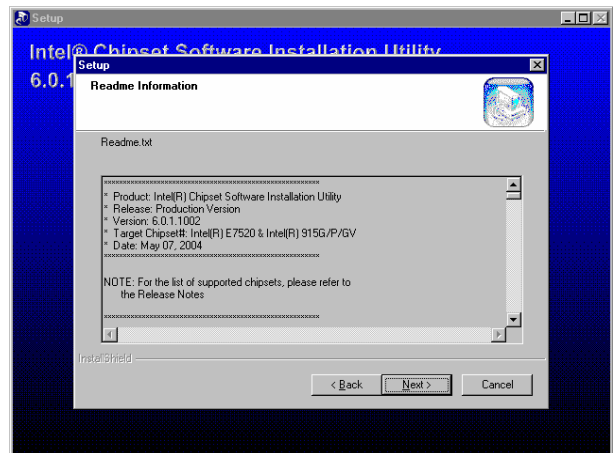 Setup
Intel® Chipset Software Installation Utility
6.0.1
Setup
Readme Information
Readme.txt
************************************************************
* Product: Intel(R) Chipset Software Installation Utility
* Release: Production Version
* Version: 6.0.1.1002
* Target Chipset#: Intel(R) E7520 & Intel(R) 915G/P/GV
* Date: May 07, 2004
************************************************************
NOTE: For the list of supported chipsets, please refer to
the Release Notes
************************************************************
InstallShield
< Back
Next >
Cancel